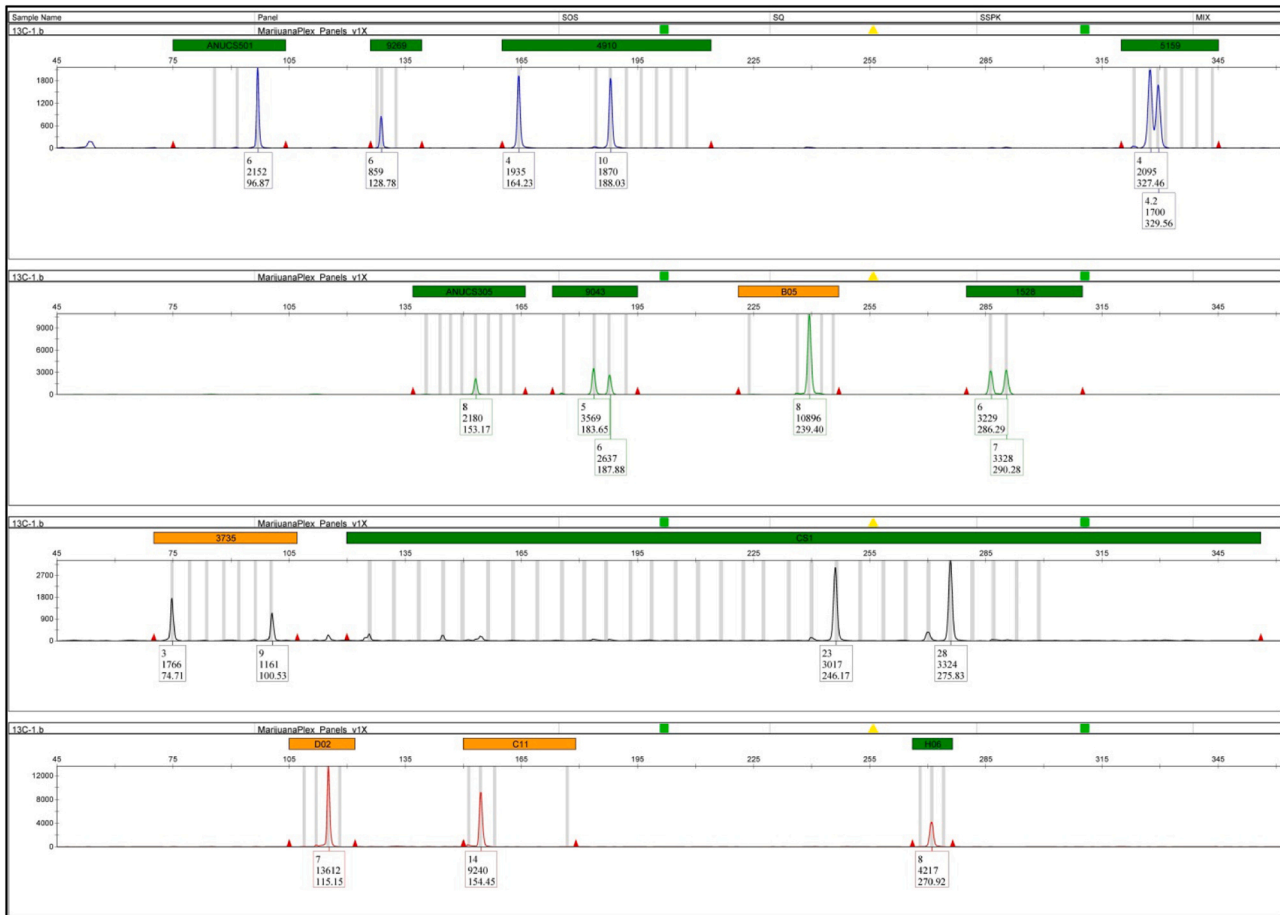 Sample Name Panel SOS SQ SSPK MIX
13C-1.b MarijuanaPlex_Panels_v1X
ANUCS501 9269 4910 5159
45 75 105 135 165 195 225 255 285 315 345
1800
1200
600
0
6 6 4 10 4
2152 859 1935 1870 2095
96.87 128.78 164.23 188.03 327.46
4.2
1700
329.56
13C-1.b MarijuanaPlex_Panels_v1X
ANUCS305 9043 B05 1528
45 75 105 135 165 195 225 255 285 315 345
9000
6000
3000
0
8 5 8 6
2180 3569 10896 3229
153.17 183.65 239.40 286.29
6 7
2637 3328
187.88 290.28
13C-1.b MarijuanaPlex_Panels_v1X
3735 CS1
45 75 105 135 165 195 225 255 285 315 345
2700
1800
900
0
3 9 23 28
1766 1161 3017 3324
74.71 100.53 246.17 275.83
13C-1.b MarijuanaPlex_Panels_v1X
D02 C11 H06
45 75 105 135 165 195 225 255 285 315 345
12000
8000
4000
0
7 14 8
13612 9240 4217
115.15 154.45 270.92